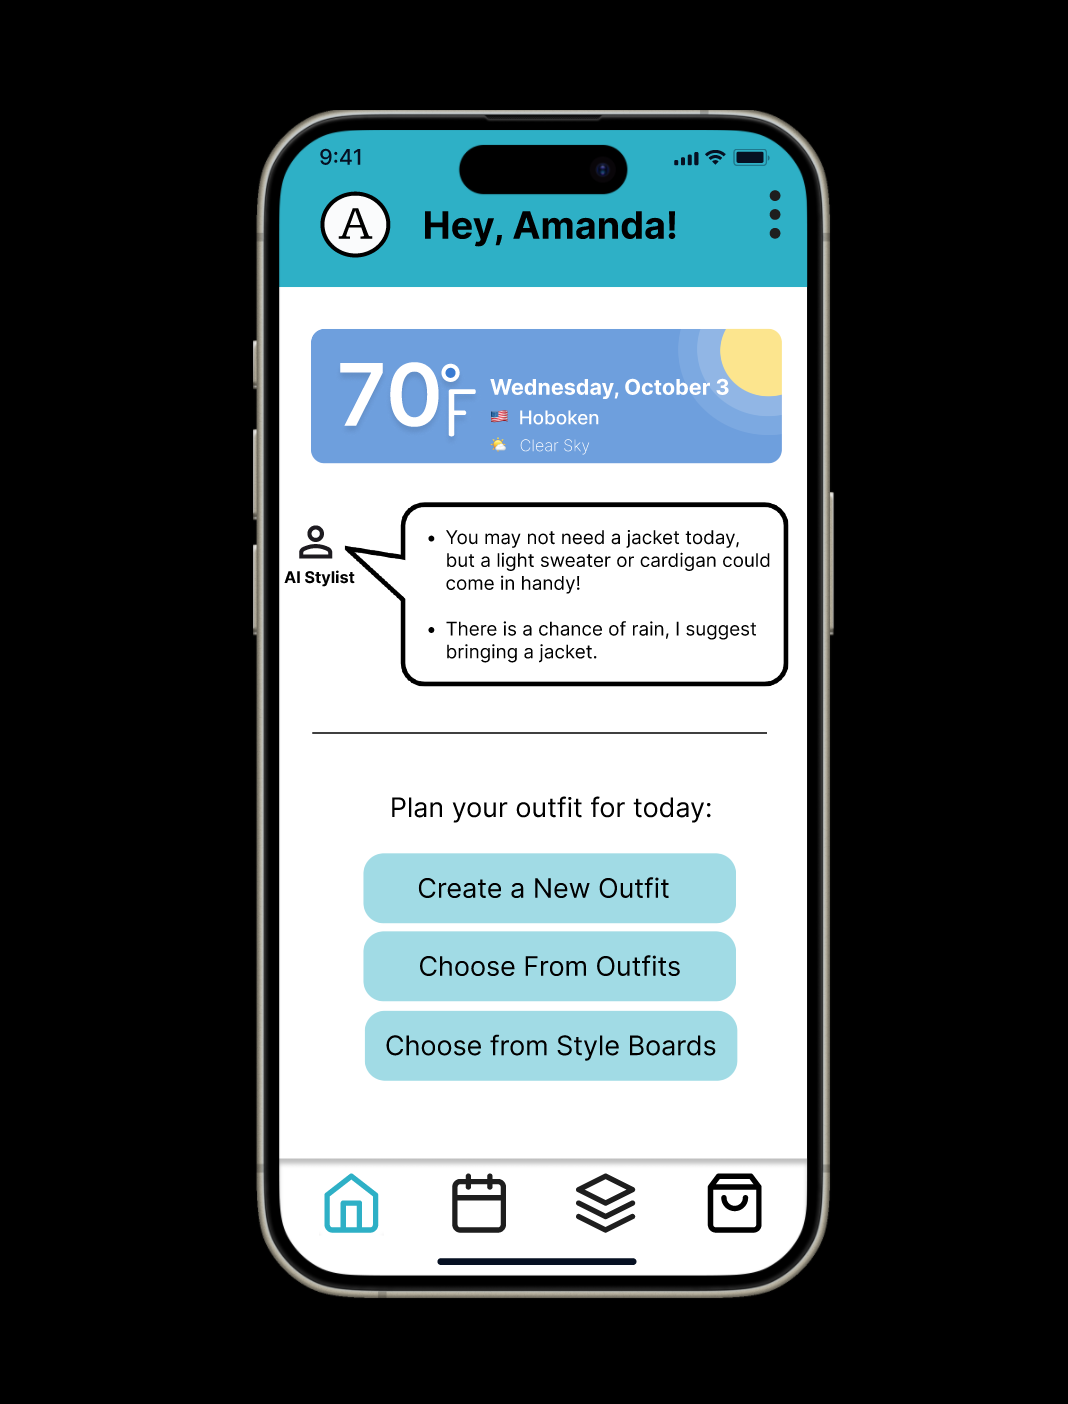 9:41
A
Hey, Amanda!
70°F
Wednesday, October 3
Hoboken
Clear Sky
AI Stylist
• You may not need a jacket today,
but a light sweater or cardigan could
come in handy!
• There is a chance of rain, I suggest
bringing a jacket.
Plan your outfit for today:
Create a New Outfit
Choose From Outfits
Choose from Style Boards